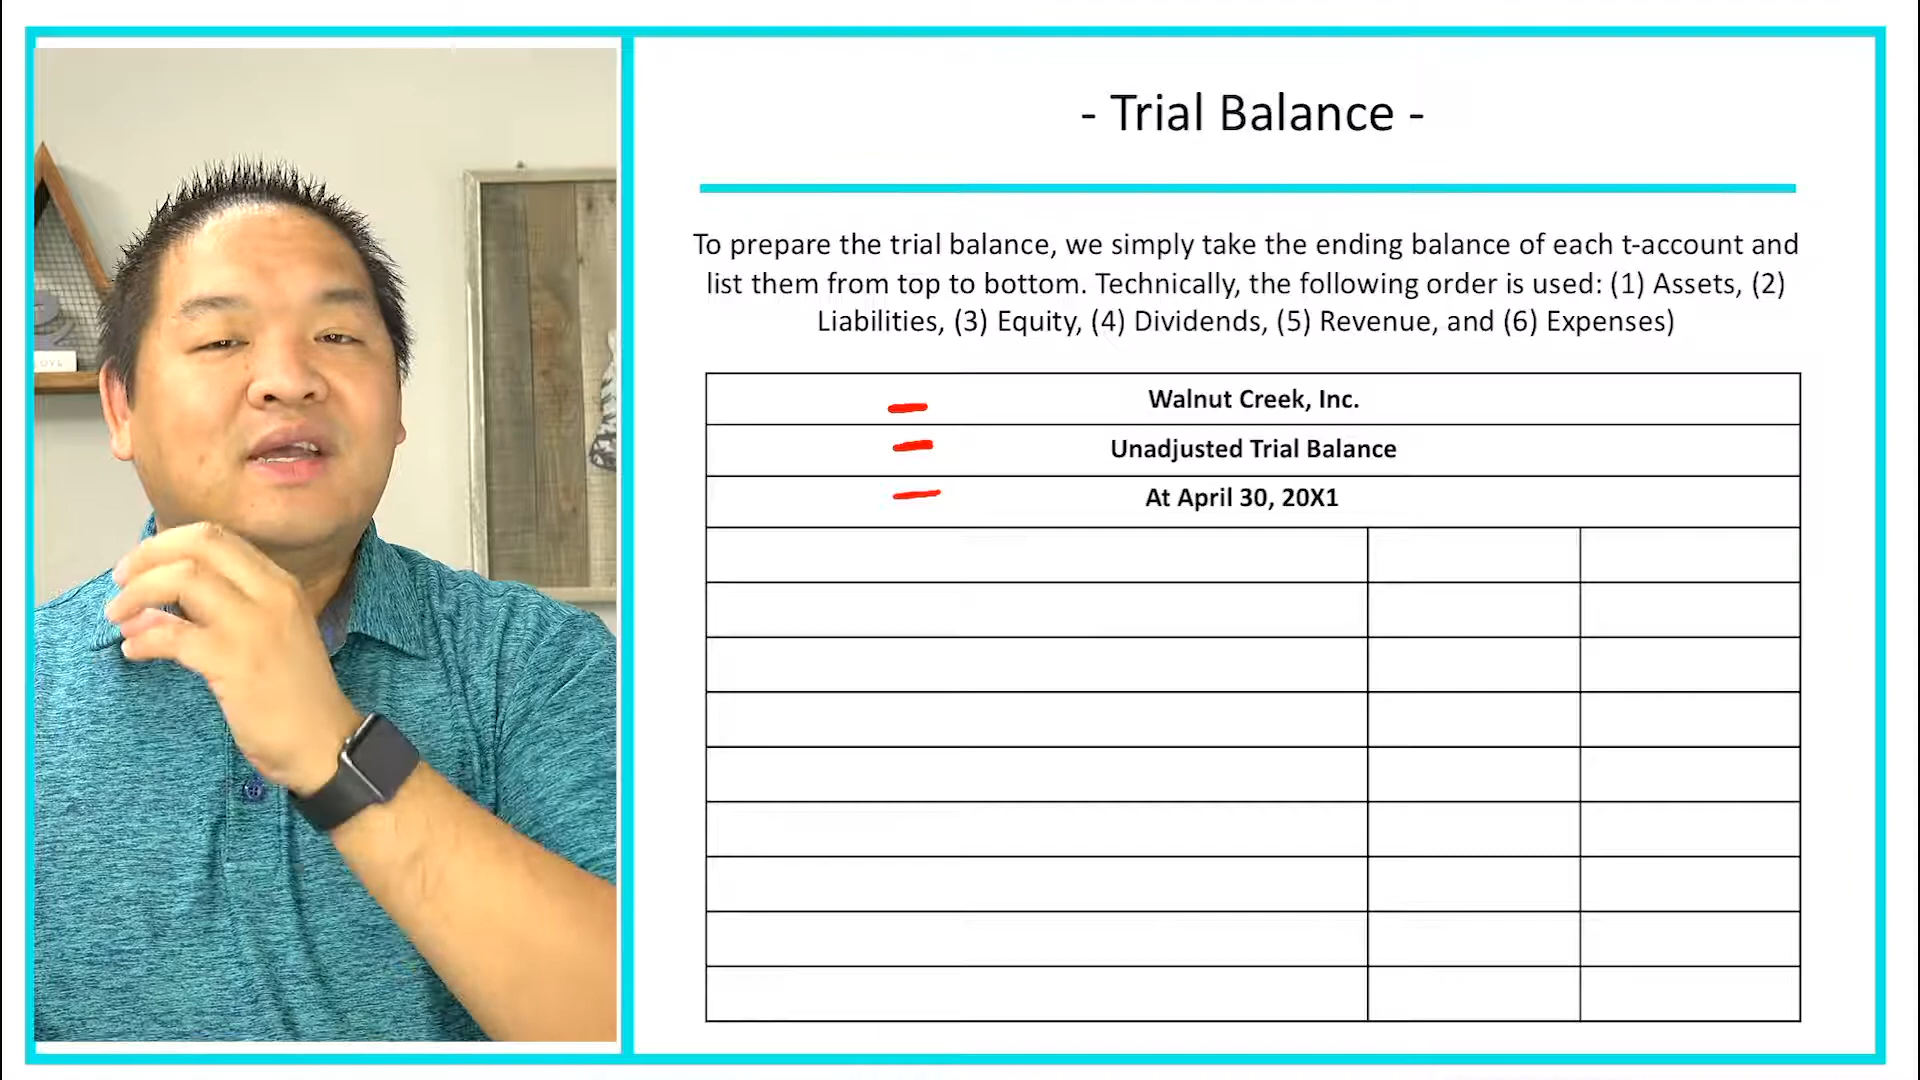 - Trial Balance -
To prepare the trial balance, we simply take the ending balance of each t-account and
list them from top to bottom. Technically, the following order is used: (1) Assets, (2)
Liabilities, (3) Equity, (4) Dividends, (5) Revenue, and (6) Expenses)
Walnut Creek, Inc.
Unadjusted Trial Balance
At April 30, 20X1